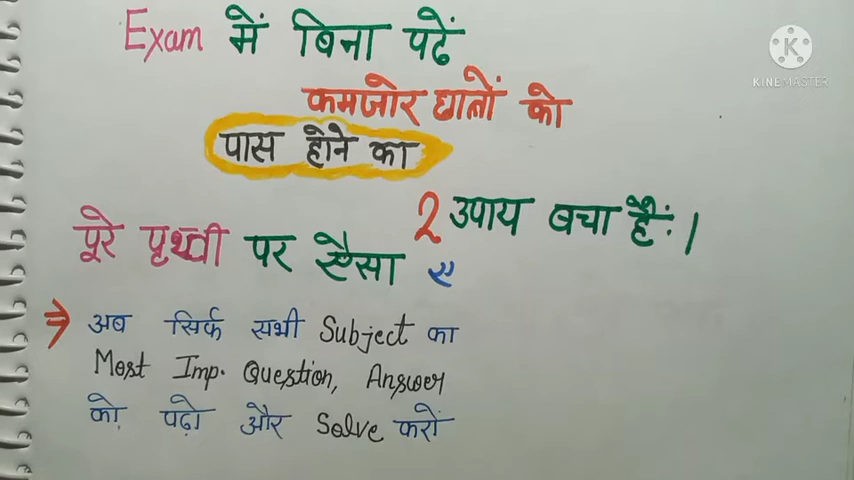 Exam में बिना पढें
कमजोर छात्रों को
पास होने का
2 उपाय बचा हैं:।
पूरे पृथ्वी पर ऐसा ए
⇒ अब सिर्फ सभी Subject का
Most Imp. Question, Answer
को पढ़ो और Solve करों
K
KINEMASTER